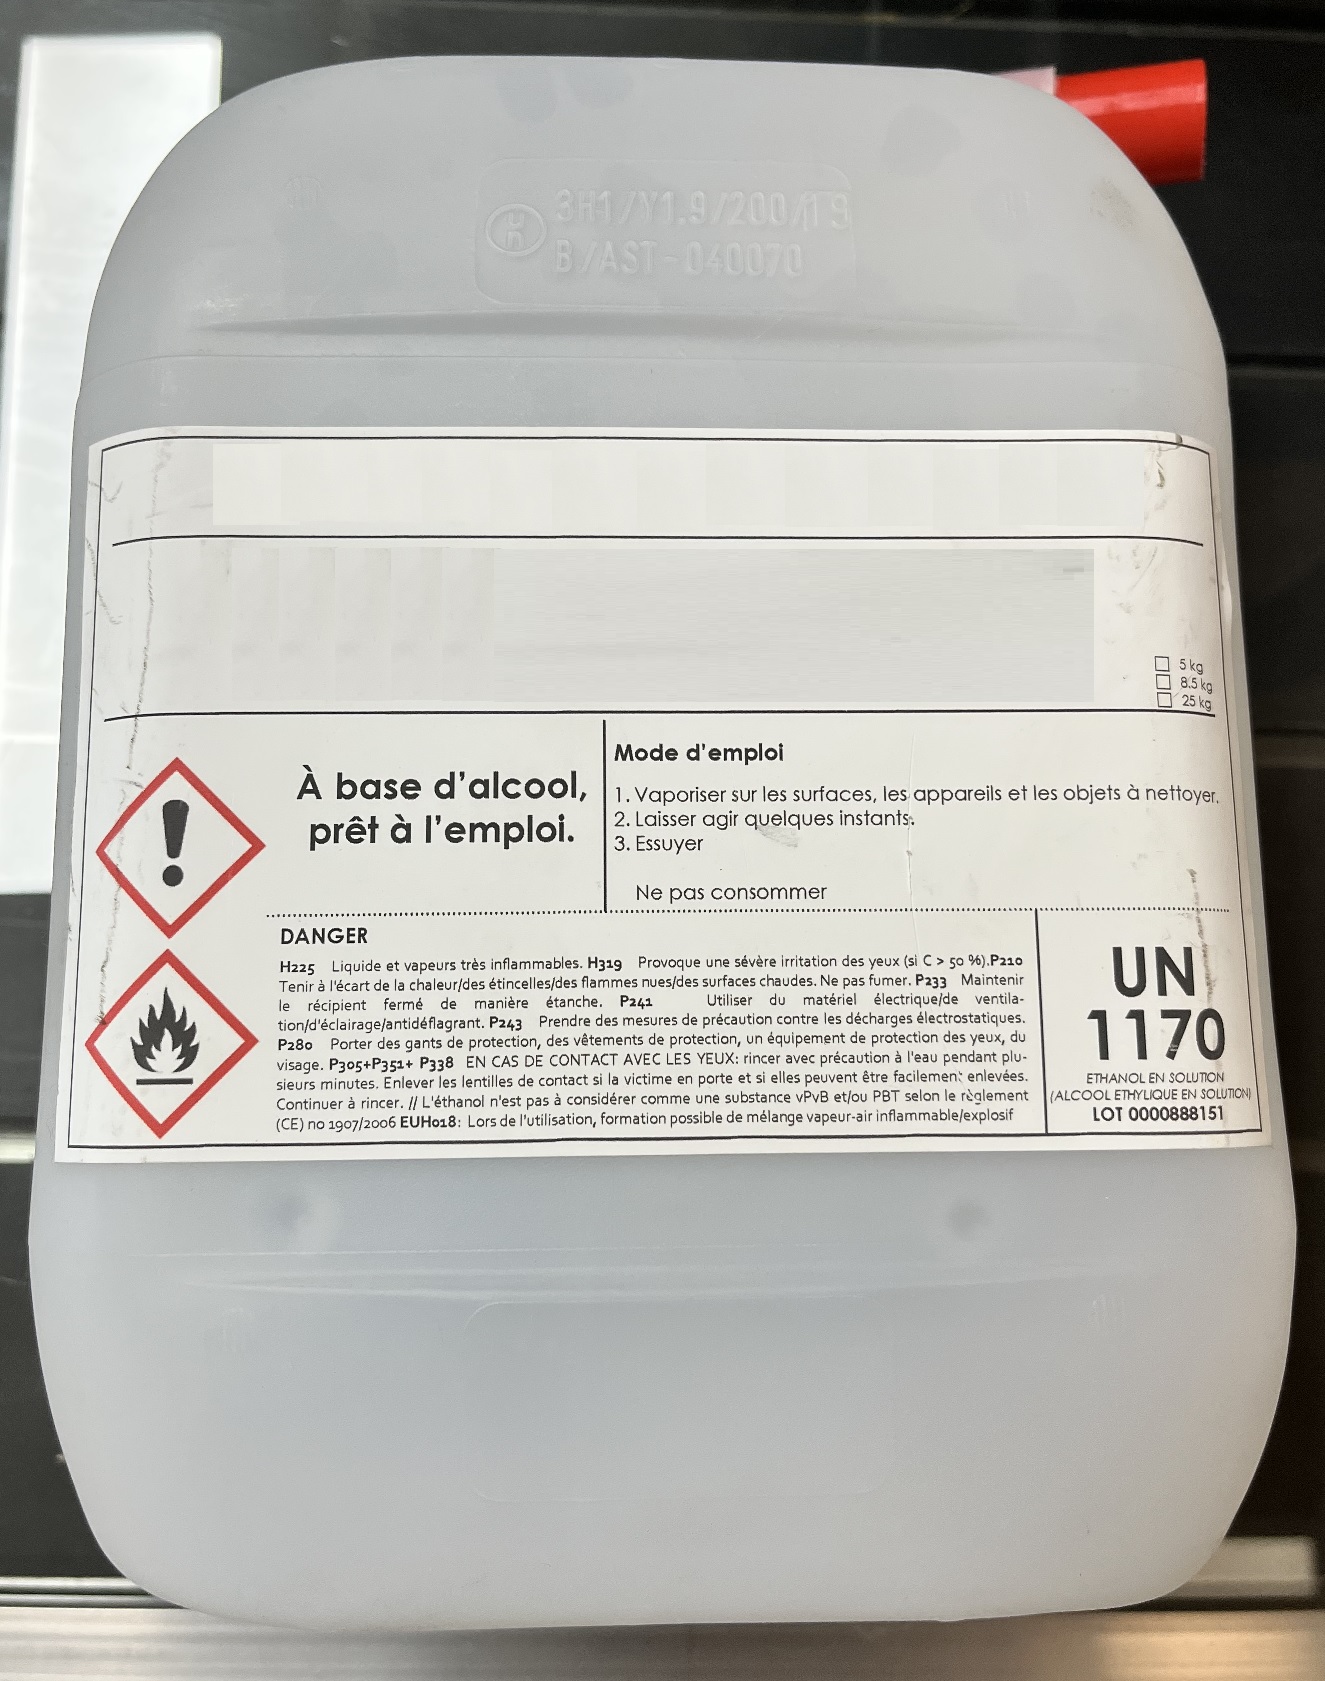 3H1/Y1.9/200/19
B/AST-040070
5 kg
8.5 kg
25 kg
À base d'alcool,
prêt à l'emploi.
Mode d'emploi
1. Vaporiser sur les surfaces, les appareils et les objets à nettoyer.
2. Laisser agir quelques instants.
3. Essuyer
Ne pas consommer
DANGER
H225 Liquide et vapeurs très inflammables. H319 Provoque une sévère irritation des yeux (si C > 50 %).P210
Tenir à l'écart de la chaleur/des étincelles/des flammes nues/des surfaces chaudes. Ne pas fumer. P233 Maintenir
le récipient fermé de manière étanche. P241 Utiliser du matériel électrique/de ventila-
tion/d'éclairage/antidéflagrant. P243 Prendre des mesures de précaution contre les décharges électrostatiques.
P280 Porter des gants de protection, des vêtements de protection, un équipement de protection des yeux, du
visage. P305+P351+ P338 EN CAS DE CONTACT AVEC LES YEUX: rincer avec précaution à l'eau pendant plu-
sieurs minutes. Enlever les lentilles de contact si la victime en porte et si elles peuvent être facilement enlevées.
Continuer à rincer. // L'éthanol n'est pas à considérer comme une substance vPvB et/ou PBT selon le règlement
(CE) no 1907/2006 EUH018: Lors de l'utilisation, formation possible de mélange vapeur-air inflammable/explosif
UN
1170
ETHANOL EN SOLUTION
(ALCOOL ETHYLIQUE EN SOLUTION)
LOT 0000888151